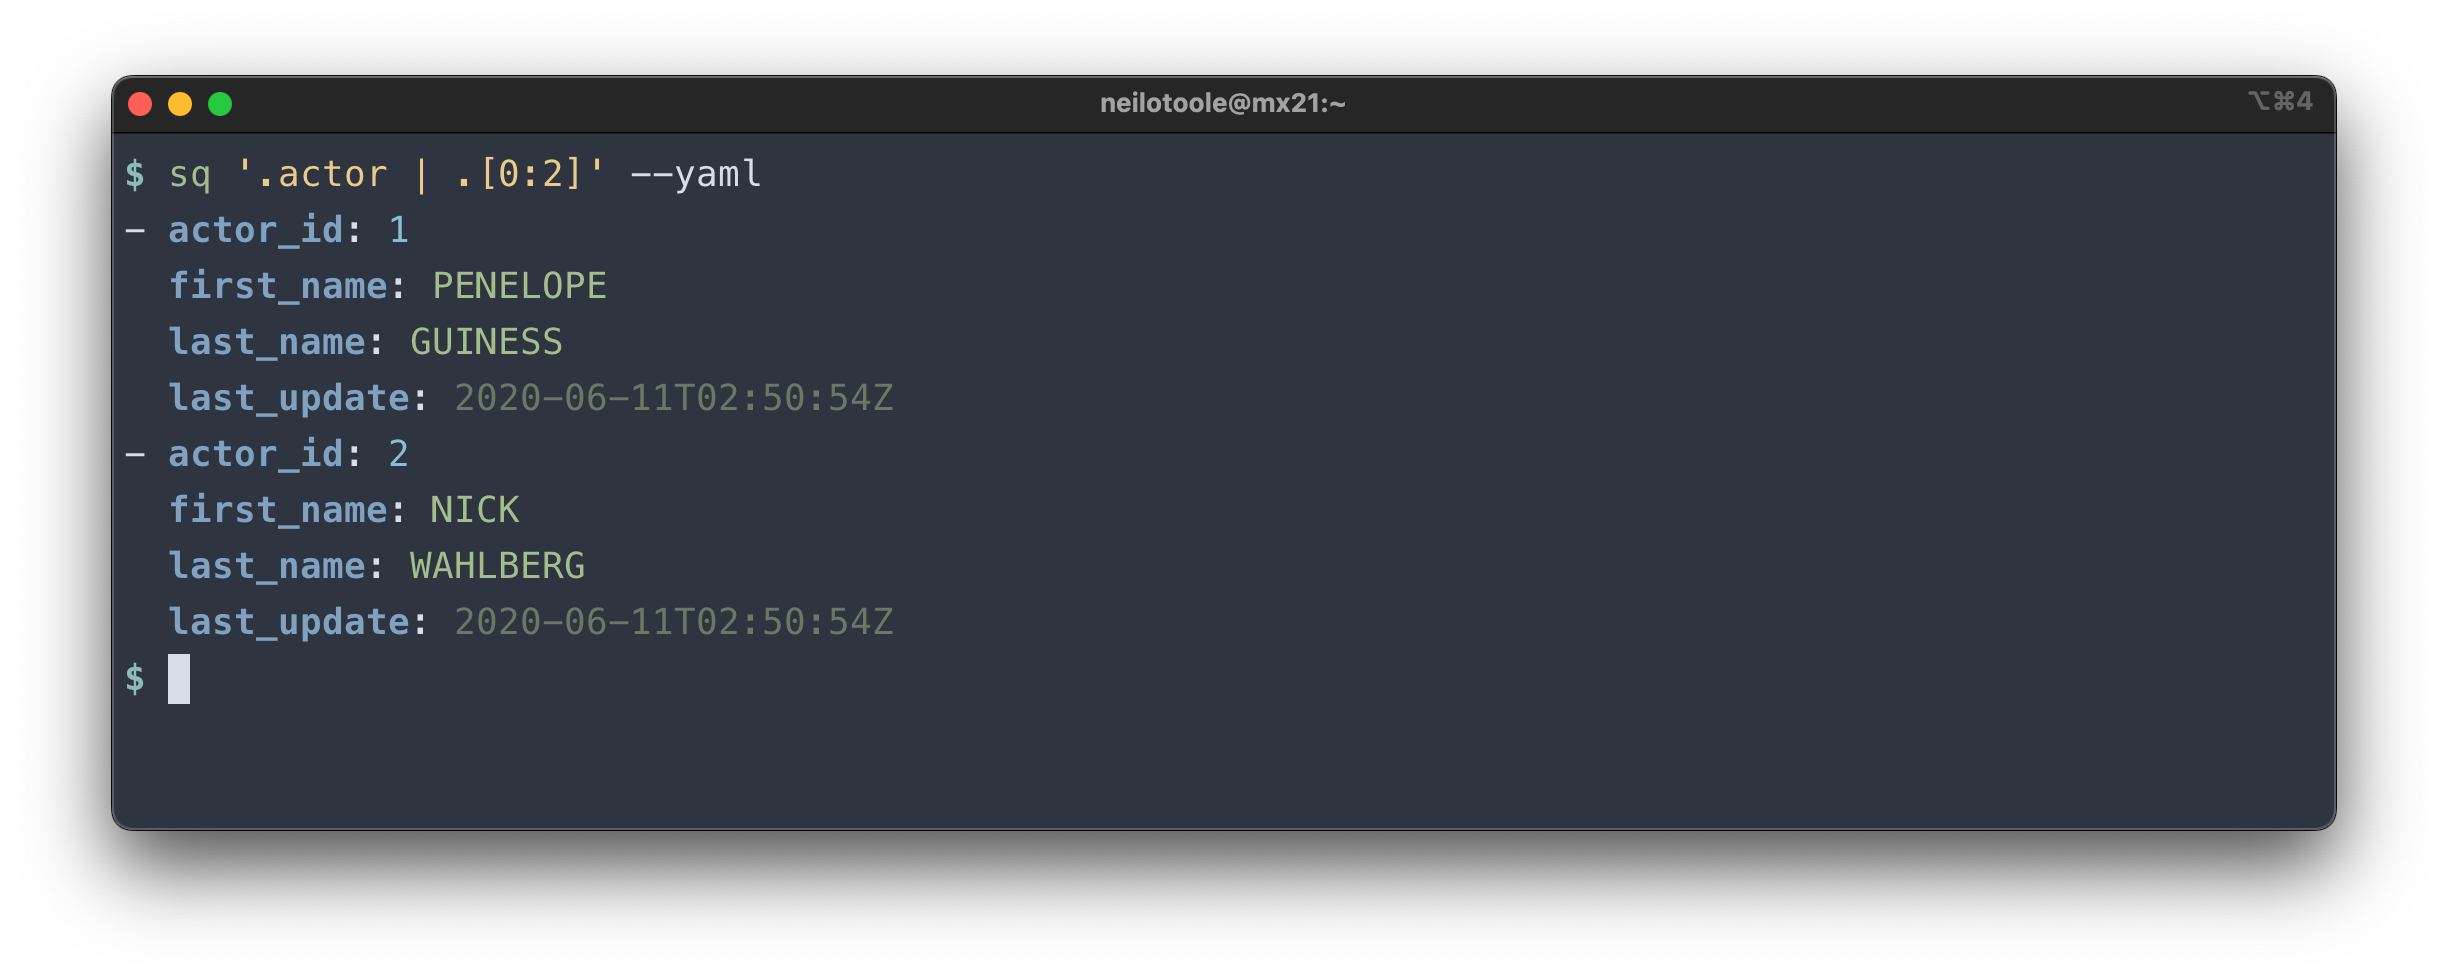 neilotoole@mx21:~
⌥⌘4
$ sq '.actor | .[0:2]' --yaml
- actor_id: 1
  first_name: PENELOPE
  last_name: GUINESS
  last_update: 2020-06-11T02:50:54Z
- actor_id: 2
  first_name: NICK
  last_name: WAHLBERG
  last_update: 2020-06-11T02:50:54Z
$